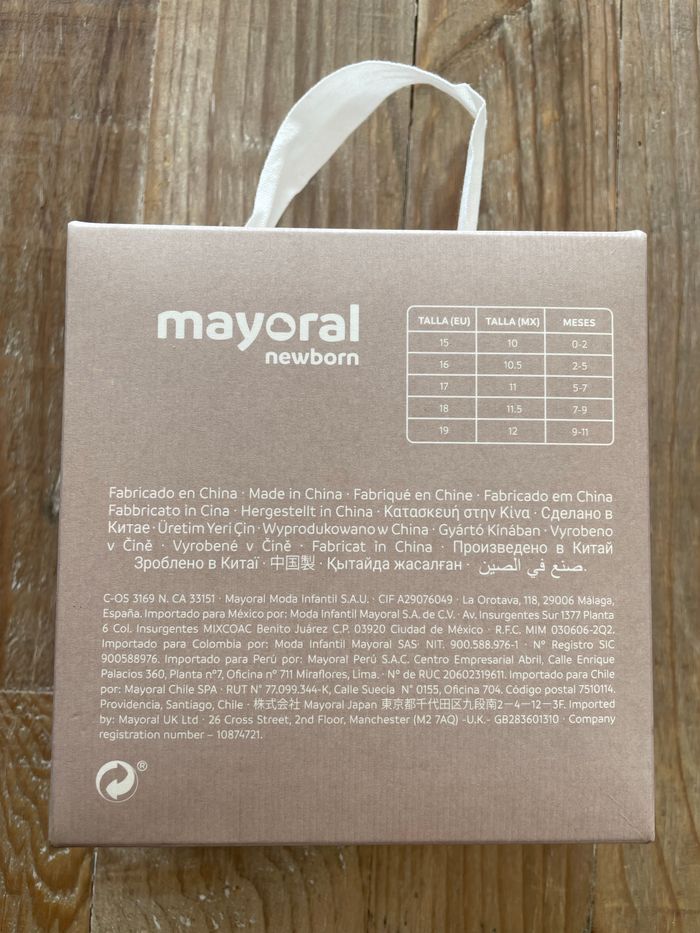 mayoral
newborn
TALLA (EU) TALLA (MX) MESES
15 10 0-2
16 10.5 2-5
17 11 5-7
18 11.5 7-9
19 12 9-11
Fabricado en China · Made in China · Fabriqué en Chine · Fabricado em China
Fabbricato in Cina · Hergestellt in China · Κατασκευή στην Κίνα · Сделано в
Китае · Üretim Yeri Çin · Wyprodukowano w China · Gyártó Kínában · Vyrobeno
v Čině · Vyrobené v Čině · Fabricat in China · Произведено в Китай
Зроблено в Китаї · 中国製 · Қытайда жасалған · صنع في الصين.
C-OS 3169 N. CA 33151 · Mayoral Moda Infantil S.A.U. · CIF A29076049 · La Orotava, 118, 29006 Málaga,
España. Importado para México por: Moda Infantil Mayoral S.A. de C.V. · Av. Insurgentes Sur 1377 Planta
6 Col. Insurgentes MIXCOAC Benito Juárez C.P. 03920 Ciudad de México · R.F.C. MIM 030606-2Q2.
Importado para Colombia por: Moda Infantil Mayoral SAS· NIT. 900.588.976-1 · Nº Registro SIC
900588976. Importado para Perú por: Mayoral Perú S.A.C. Centro Empresarial Abril, Calle Enrique
Palacios 360, Planta nº7, Oficina nº 711 Miraflores, Lima. · Nº de RUC 20602319611. Importado para Chile
por: Mayoral Chile SPA · RUT N° 77.099.344-K, Calle Suecia N° 0155, Oficina 704. Código postal 7510114.
Providencia, Santiago, Chile · 株式会社 Mayoral Japan 東京都千代田区九段南2-4-12-3F. Imported
by: Mayoral UK Ltd · 26 Cross Street, 2nd Floor, Manchester (M2 7AQ) -U.K.- GB283601310 · Company
registration number – 10874721.
®